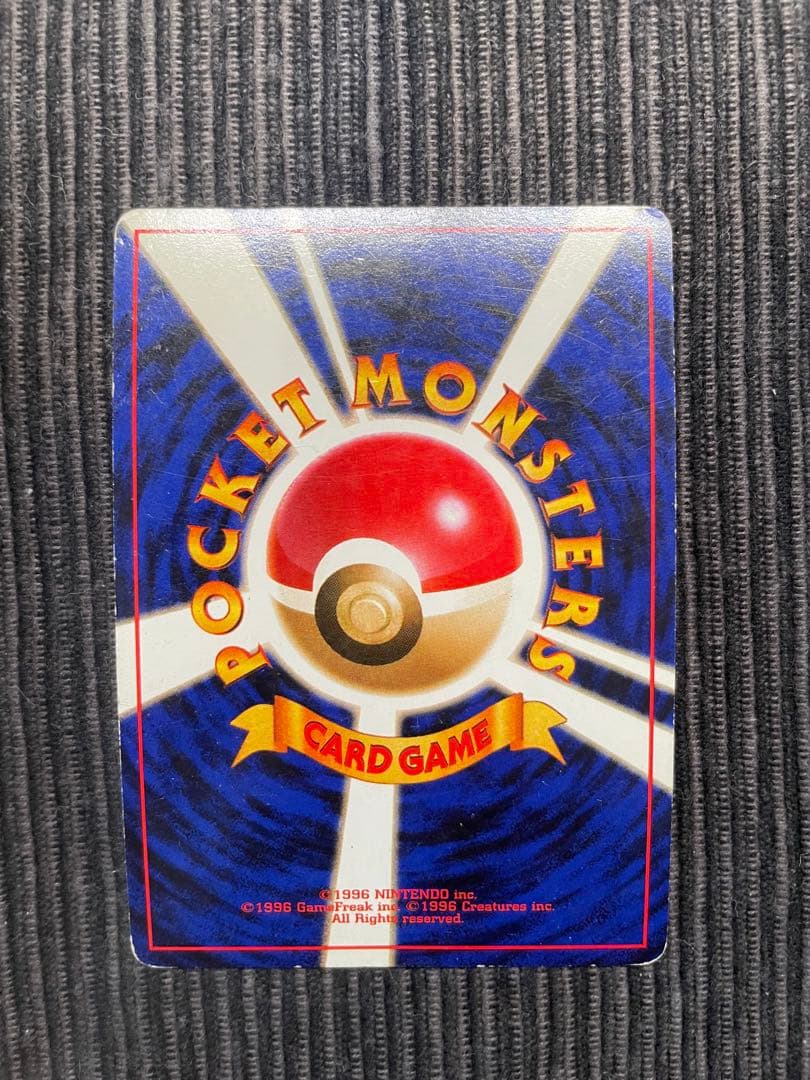 POCKET MONSTERS
CARD GAME
©1996 NINTENDO inc.
©1996 GameFreak inc. ©1996 Creatures inc.
All Rights reserved.